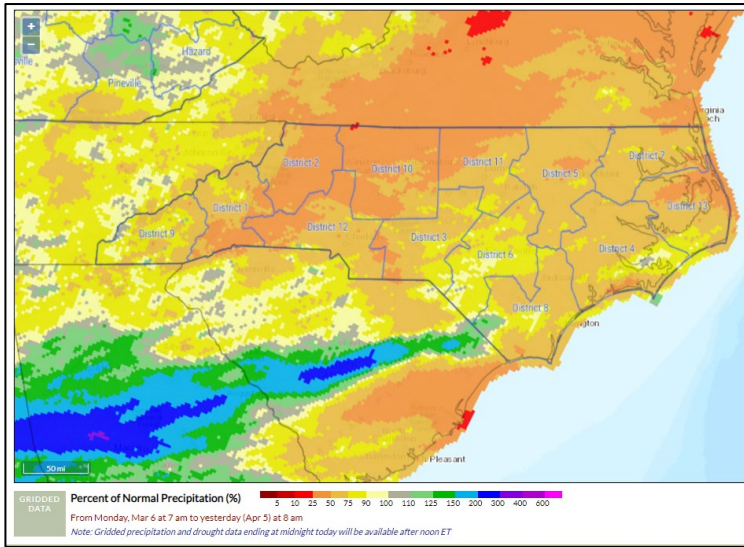 +
−
ville
Hazard
Pineville
ginia
ch
District 2
District 10
District 11
District 5
District 7
District 1
District 12
District 3
District 13
District 9
District 6
District 4
District 8
ngton
Pleasant
50 mi
GRIDDED
DATA
Percent of Normal Precipitation (%)
5 10 25 50 75 90 100 110 125 150 200 300 400 600
From Monday, Mar 6 at 7 am to yesterday (Apr 5) at 8 am
Note: Gridded precipitation and drought data ending at midnight today will be available after noon ET